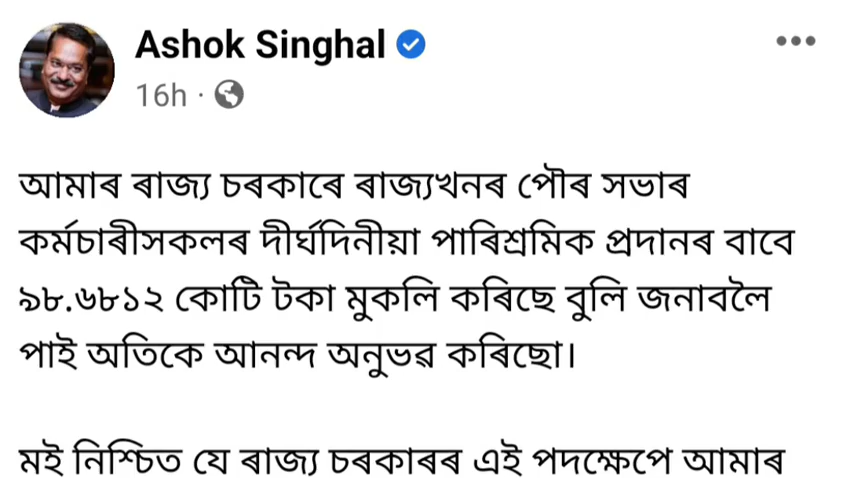 Ashok Singhal
16h ·
আমাৰ ৰাজ্য চৰকাৰে ৰাজ্যখনৰ পৌৰ সভাৰ
কৰ্মচাৰীসকলৰ দীৰ্ঘদিনীয়া পাৰিশ্ৰমিক প্ৰদানৰ বাবে
৯৮.৬৮১২ কোটি টকা মুকলি কৰিছে বুলি জনাবলৈ
পাই অতিকে আনন্দ অনুভৱ কৰিছো।
মই নিশ্চিত যে ৰাজ্য চৰকাৰৰ এই পদক্ষেপে আমাৰ